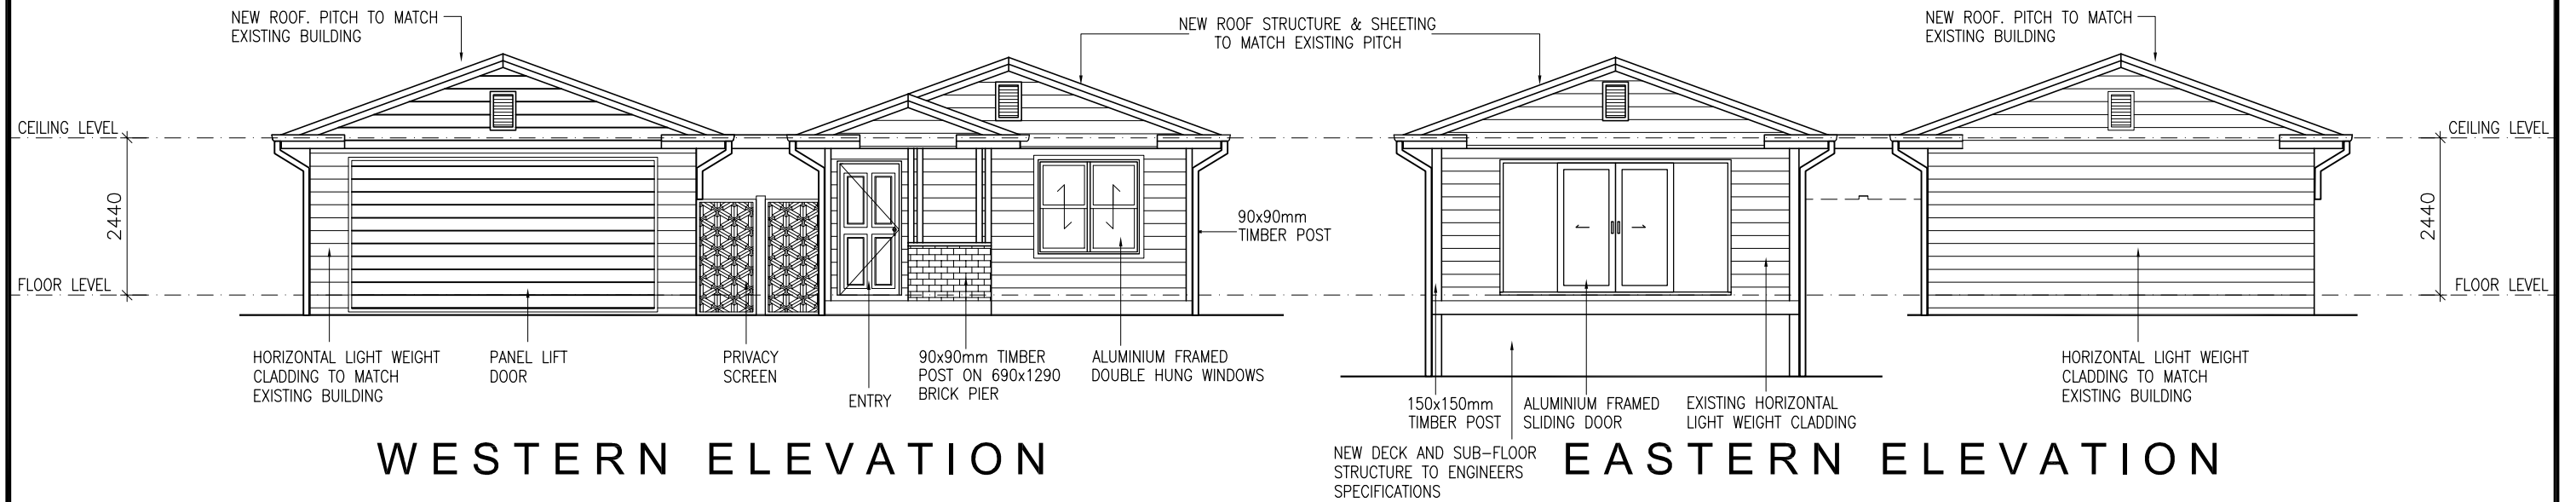 NEW ROOF. PITCH TO MATCH
EXISTING BUILDING
NEW ROOF STRUCTURE & SHEETING
TO MATCH EXISTING PITCH
NEW ROOF. PITCH TO MATCH
EXISTING BUILDING
CEILING LEVEL
CEILING LEVEL
2440
2440
90x90mm
TIMBER POST
FLOOR LEVEL
FLOOR LEVEL
HORIZONTAL LIGHT WEIGHT
CLADDING TO MATCH
EXISTING BUILDING
PANEL LIFT
DOOR
PRIVACY
SCREEN
ENTRY
90x90mm TIMBER
POST ON 690x1290
BRICK PIER
ALUMINIUM FRAMED
DOUBLE HUNG WINDOWS
150x150mm
TIMBER POST
ALUMINIUM FRAMED
SLIDING DOOR
EXISTING HORIZONTAL
LIGHT WEIGHT CLADDING
HORIZONTAL LIGHT WEIGHT
CLADDING TO MATCH
EXISTING BUILDING
NEW DECK AND SUB-FLOOR
STRUCTURE TO ENGINEERS
SPECIFICATIONS
WESTERN ELEVATION
EASTERN ELEVATION